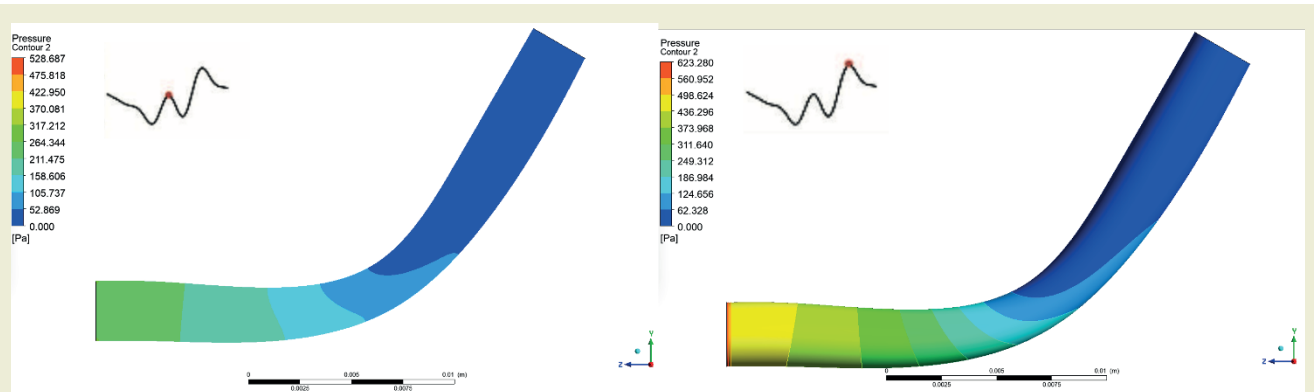 Pressure
Contour 2
528.687
475.818
422.950
370.081
317.212
264.344
211.475
158.606
105.737
52.869
0.000
[Pa]
Y
Z
0 0.005 0.01 (m)
0.0025 0.0075
Pressure
Contour 2
623.280
560.952
498.624
436.296
373.968
311.640
249.312
186.984
124.656
62.328
0.000
[Pa]
Y
Z
0 0.005 0.01 (m)
0.0025 0.0075